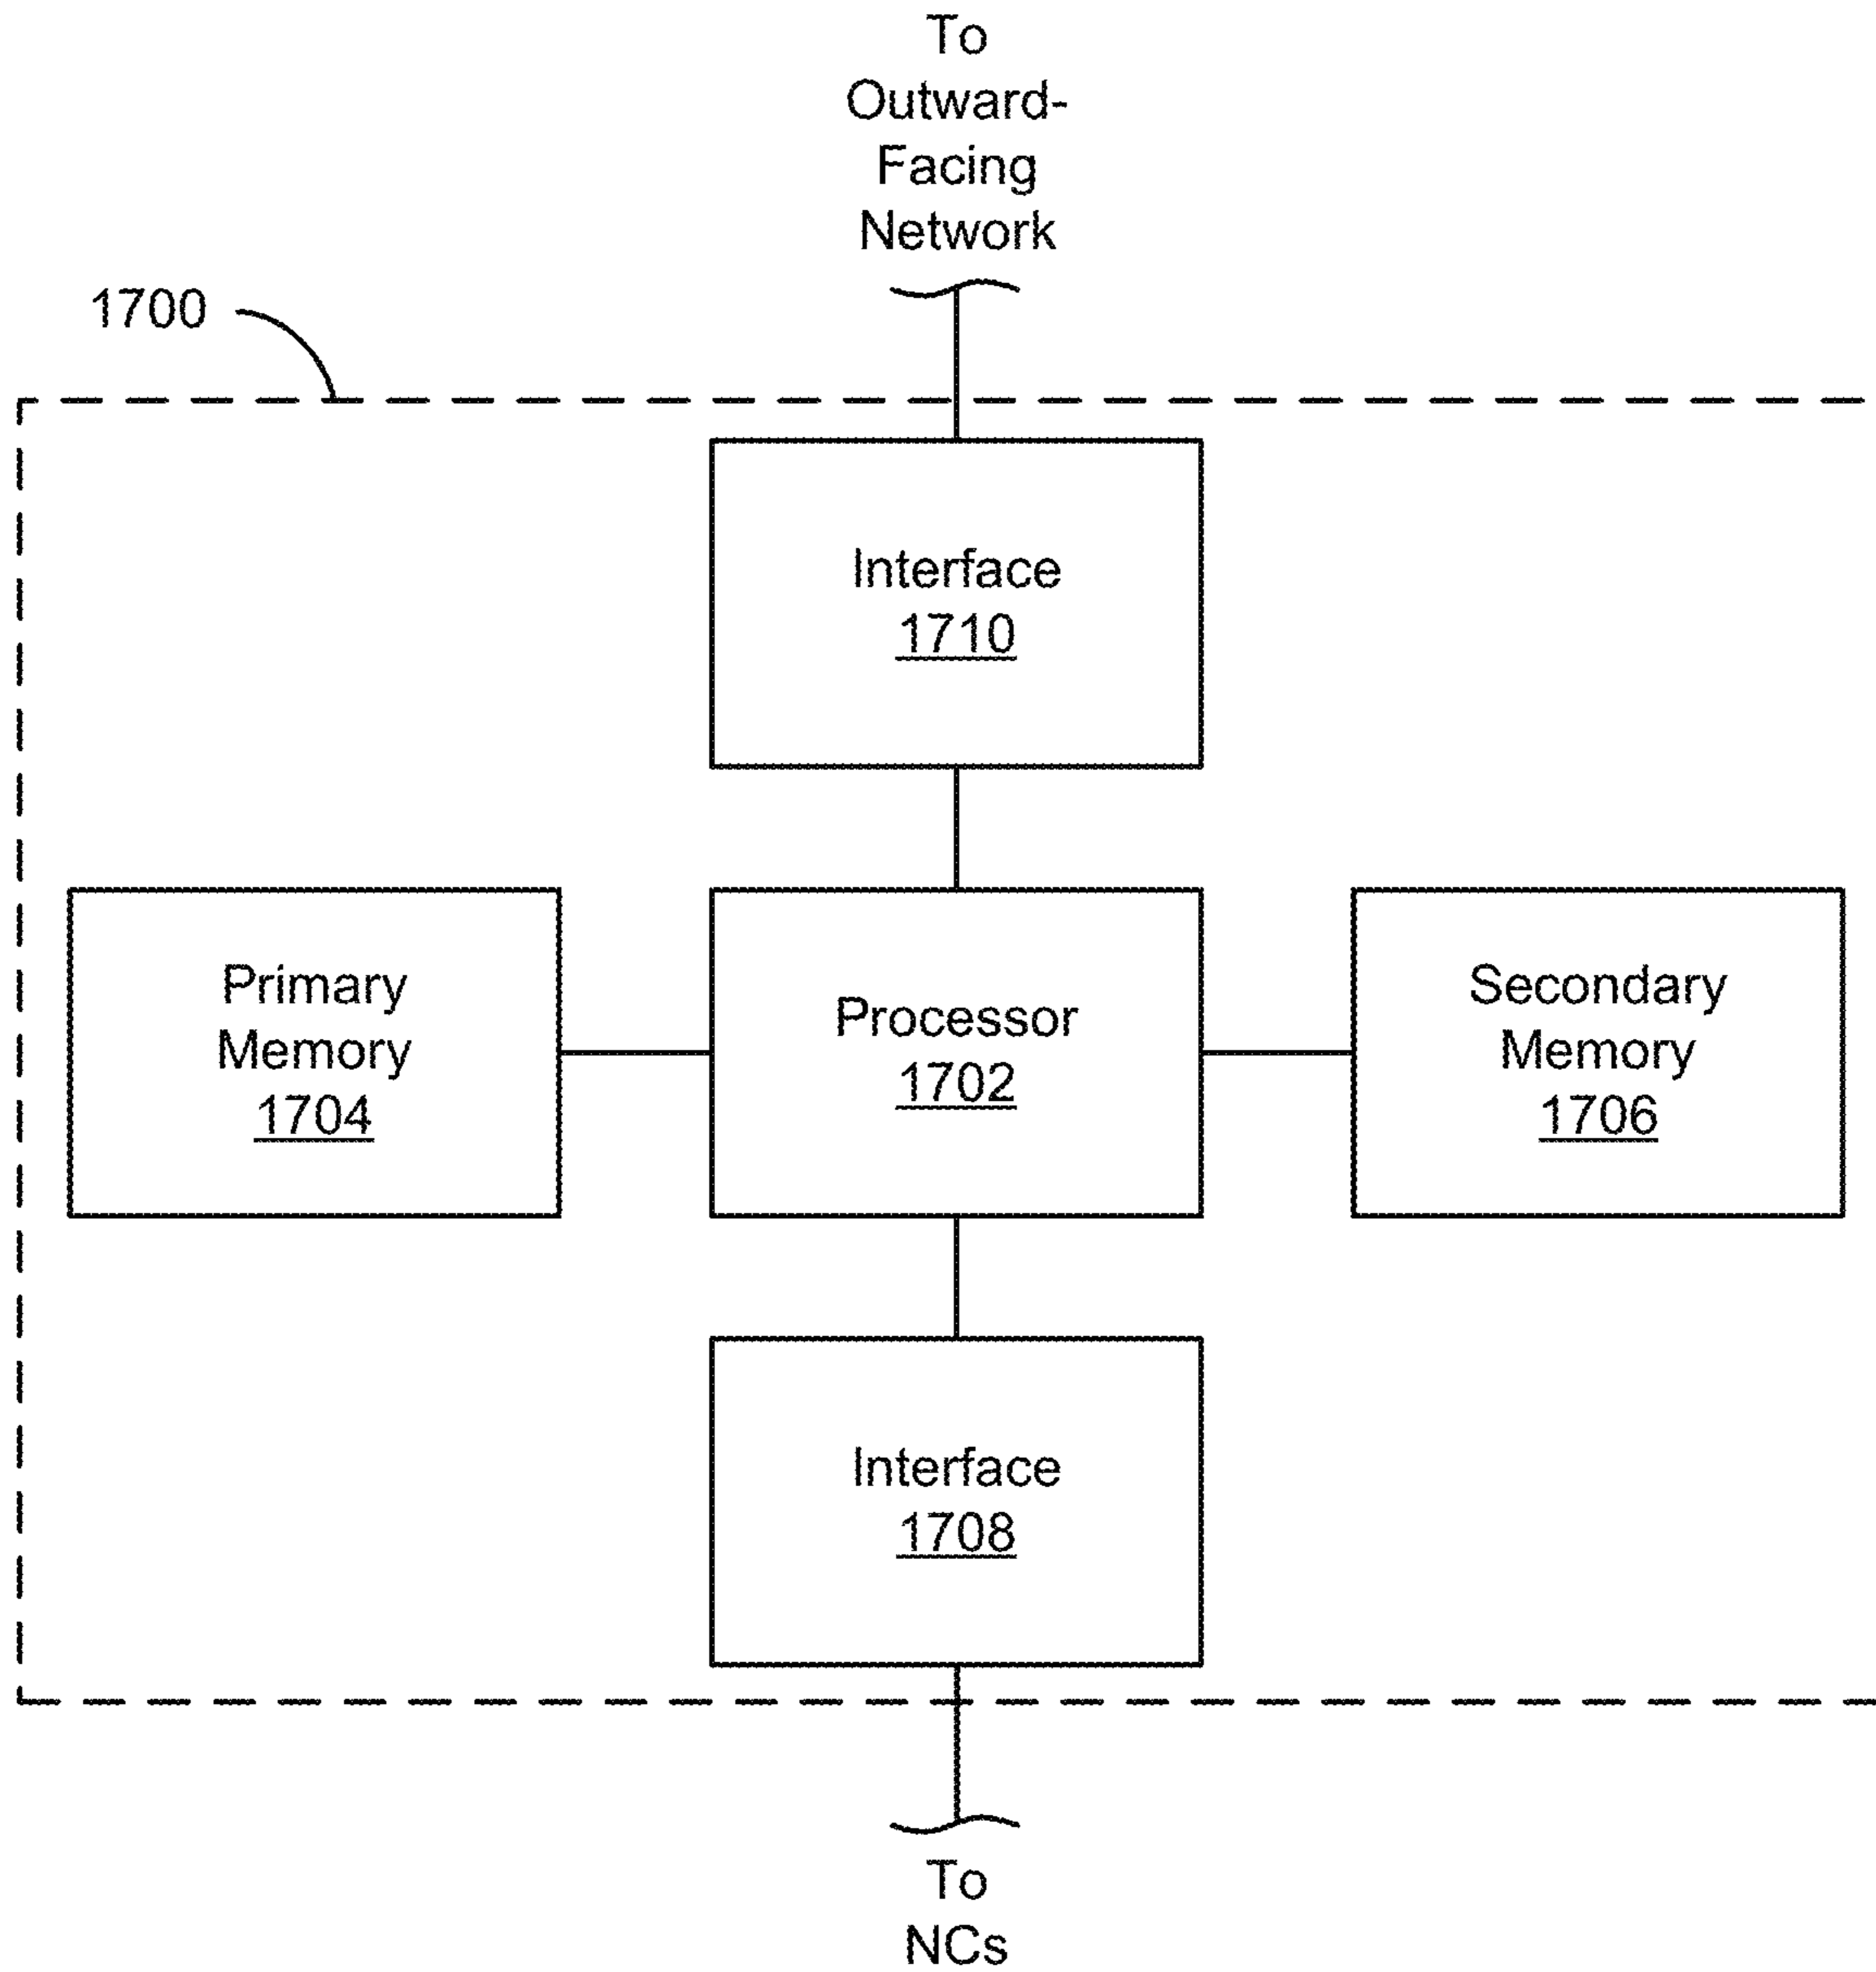 To
Outward-
Facing
Network
1700
Interface
1710
Primary
Memory
1704
Processor
1702
Secondary
Memory
1706
Interface
1708
To
NCs